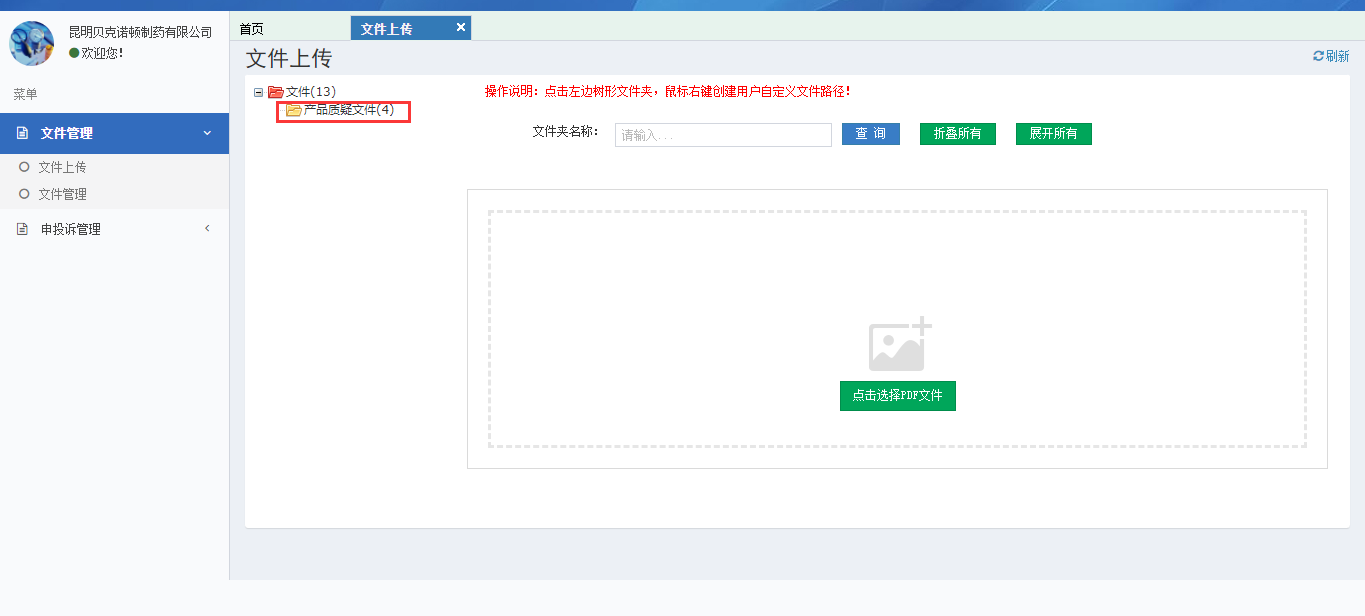 昆明贝克诺顿制药有限公司
欢迎您！
菜单
文件管理
文件上传
文件管理
申投诉管理
首页
文件上传
文件上传
刷新
文件(13)
产品质疑文件(4)
操作说明：点击左边树形文件夹，鼠标右键创建用户自定义文件路径！
文件夹名称： 请输入... 查 询 折叠所有 展开所有
点击选择PDF文件